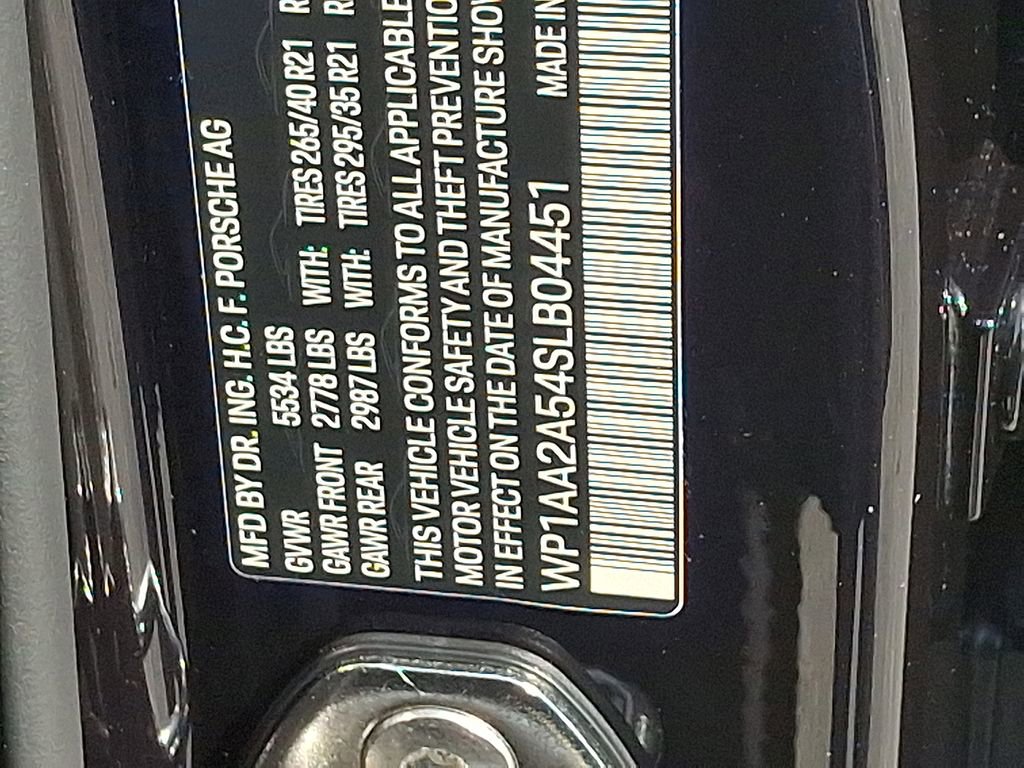 MFD BY DR. ING. H.C. F. PORSCHE AG
GVWR 5534 LBS
GAWR FRONT 2778 LBS WITH: TIRES 265/40 R21
GAWR REAR 2987 LBS WITH: TIRES 295/35 R21
THIS VEHICLE CONFORMS TO ALL APPLICABLE
MOTOR VEHICLE SAFETY AND THEFT PREVENTIO
IN EFFECT ON THE DATE OF MANUFACTURE SHOW
WP1AA2A54SLB04451 MADE IN